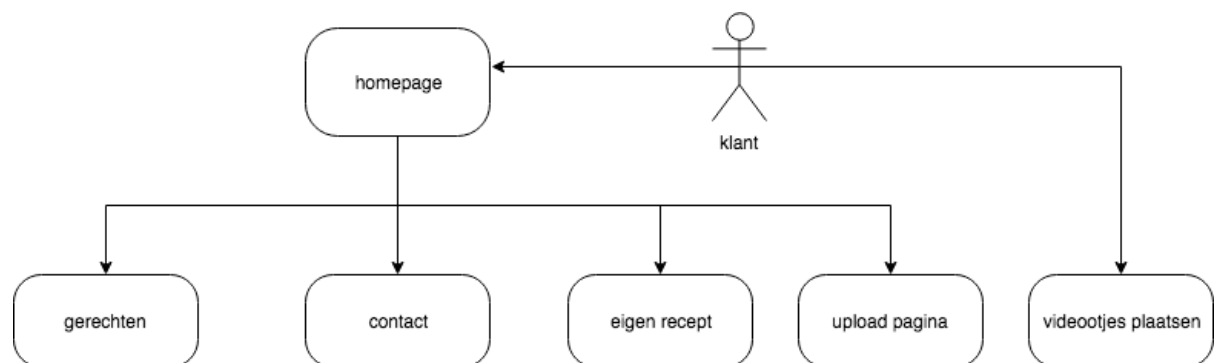 homepage
klant
gerechten
contact
eigen recept
upload pagina
videootjes plaatsen